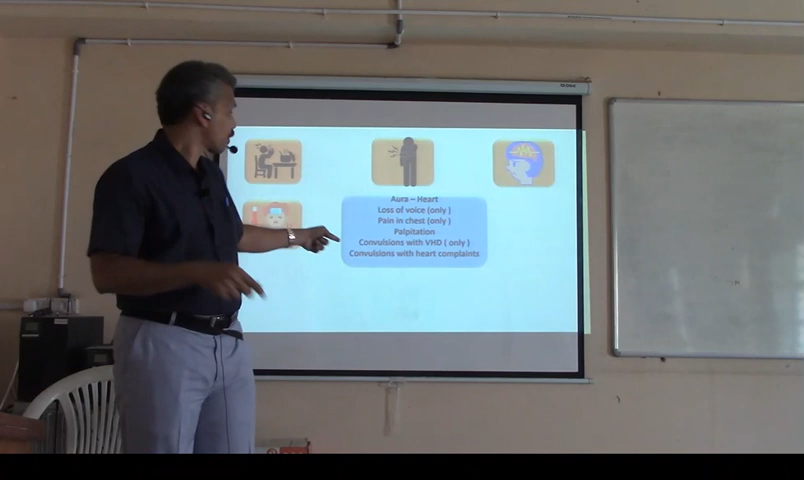 Aura – Heart
Loss of voice (only )
Pain in chest (only )
Palpitation
Convulsions with VHD ( only )
Convulsions with heart complaints